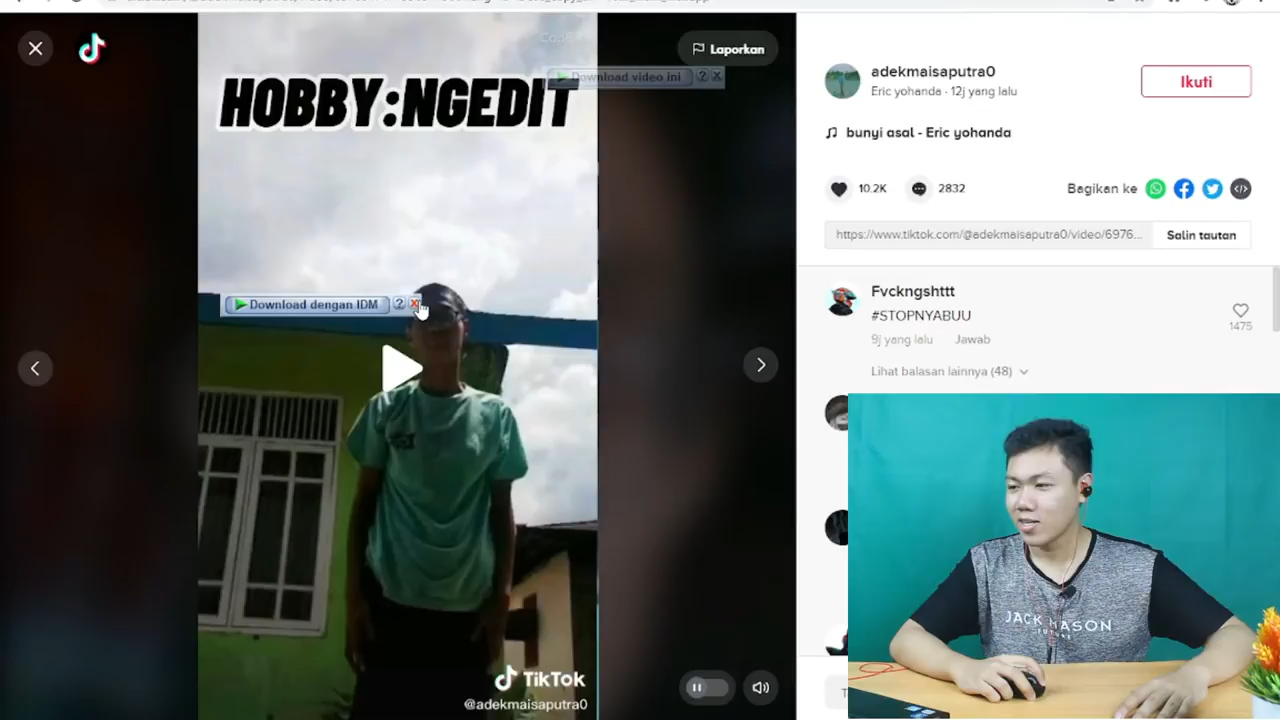 Laporkan
Download video ini
HOBBY:NGEDIT
Download dengan IDM
TikTok
@adekmaisaputra0
adekmaisaputra0
Eric yohanda · 12j yang lalu
Ikuti
bunyi asal - Eric yohanda
10.2K
2832
Bagikan ke
https://www.tiktok.com/@adekmaisaputra0/video/6976...
Salin tautan
Fvckngshttt
#STOPNYABUU
9j yang lalu
Jawab
1475
Lihat balasan lainnya (48)
JACK MASON